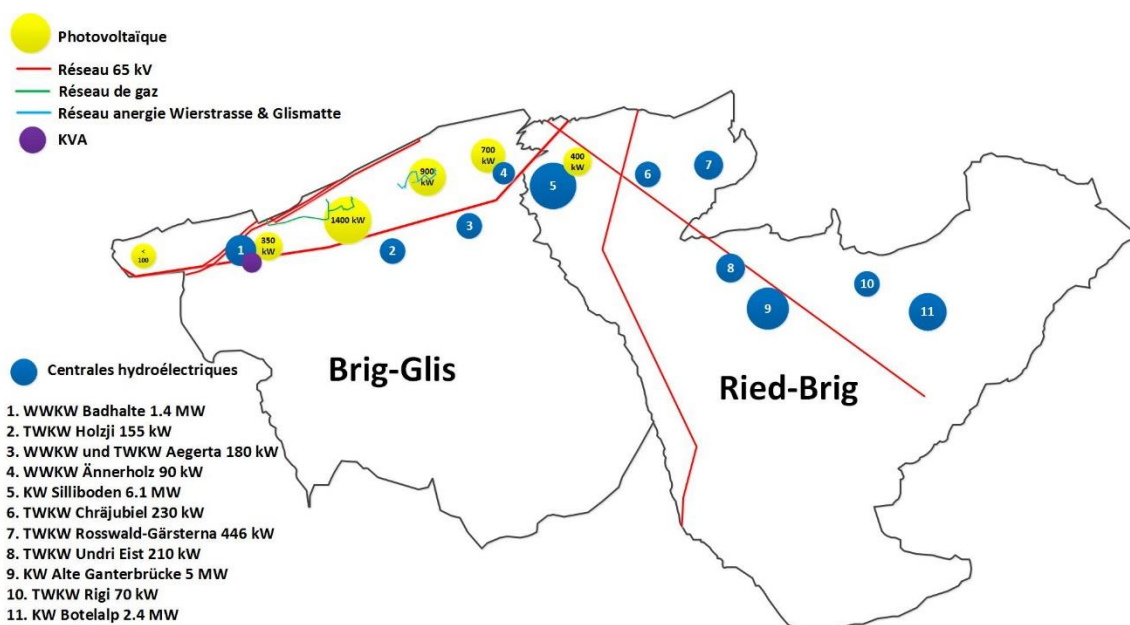 Photovoltaïque
Réseau 65 kV
Réseau de gaz
Réseau anergie Wierstrasse & Glismatte
KVA
700
kW
4
400
kW
5
6
7
900
kW
1400 kW
3
350
kW
1
2
<
100
8
9
10
11
Brig-Glis
Ried-Brig
Centrales hydroélectriques
1. WWKW Badhalte 1.4 MW
2. TWKW Holzji 155 kW
3. WWKW und TWKW Aegerta 180 kW
4. WWKW Ännerholz 90 kW
5. KW Silliboden 6.1 MW
6. TWKW Chräjubiel 230 kW
7. TWKW Rosswald-Gärsterna 446 kW
8. TWKW Undri Eist 210 kW
9. KW Alte Ganterbrücke 5 MW
10. TWKW Rigi 70 kW
11. KW Botelalp 2.4 MW